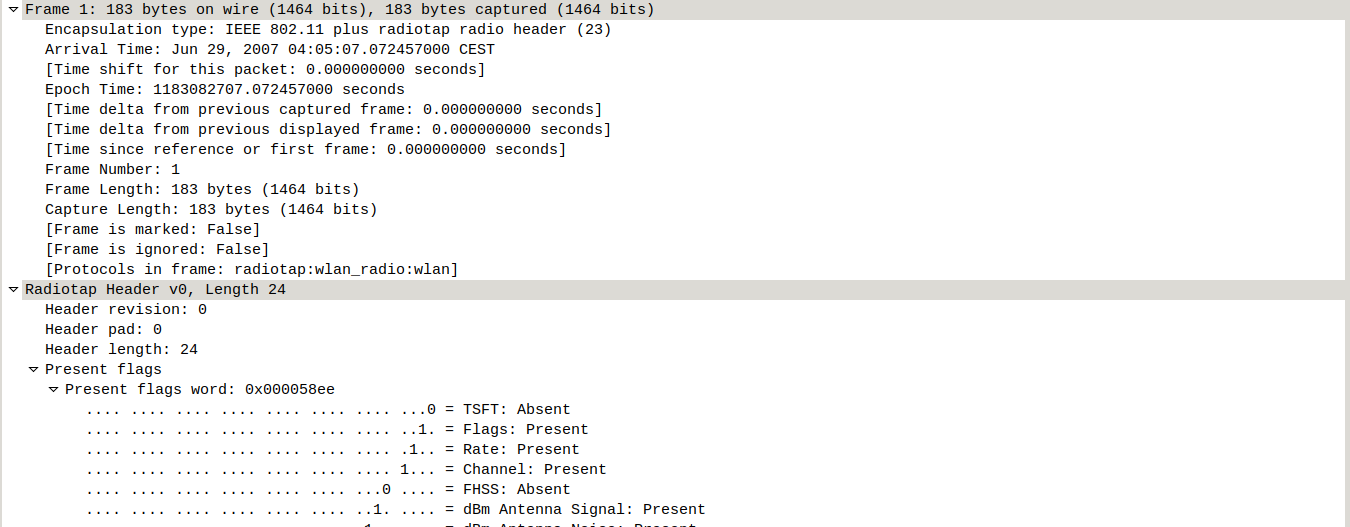 Frame 1: 183 bytes on wire (1464 bits), 183 bytes captured (1464 bits)
Encapsulation type: IEEE 802.11 plus radiotap radio header (23)
Arrival Time: Jun 29, 2007 04:05:07.072457000 CEST
[Time shift for this packet: 0.000000000 seconds]
Epoch Time: 1183082707.072457000 seconds
[Time delta from previous captured frame: 0.000000000 seconds]
[Time delta from previous displayed frame: 0.000000000 seconds]
[Time since reference or first frame: 0.000000000 seconds]
Frame Number: 1
Frame Length: 183 bytes (1464 bits)
Capture Length: 183 bytes (1464 bits)
[Frame is marked: False]
[Frame is ignored: False]
[Protocols in frame: radiotap:wlan_radio:wlan]
Radiotap Header v0, Length 24
Header revision: 0
Header pad: 0
Header length: 24
Present flags
Present flags word: 0x000058ee
.... .... .... .... .... .... .... ...0 = TSFT: Absent
.... .... .... .... .... .... .... ..1. = Flags: Present
.... .... .... .... .... .... .... .1.. = Rate: Present
.... .... .... .... .... .... .... 1... = Channel: Present
.... .... .... .... .... .... ...0 .... = FHSS: Absent
.... .... .... .... .... .... ..1. .... = dBm Antenna Signal: Present
1 = dBm Antenna Noise: Present